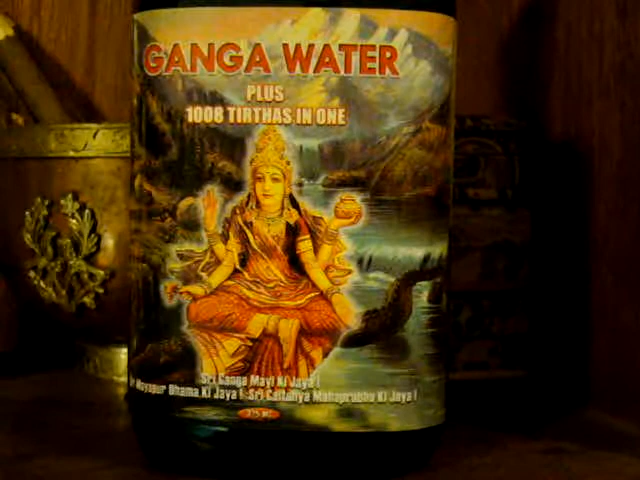 GANGA WATER
PLUS
1008 TIRTHAS IN ONE
Sri Ganga Mayi Ki Jaya !
Mayapur Dhama Ki Jaya ! Sri Caitanya Mahaprabhu Ki Jaya !